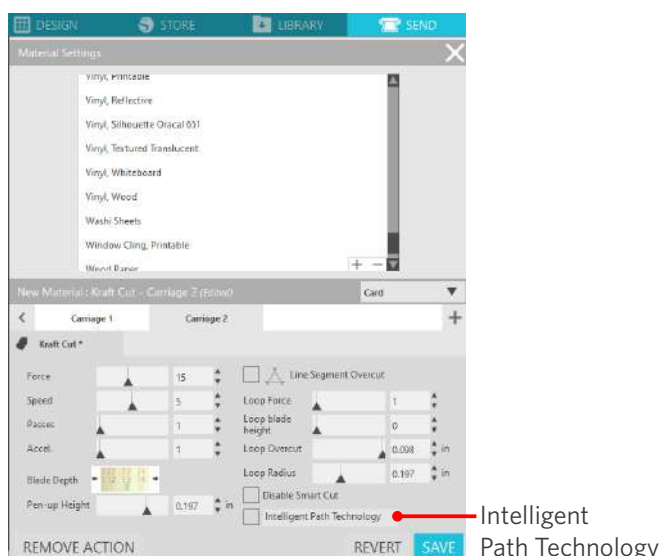 DESIGN STORE LIBRARY SEND
Material Settings
Vinyl, Printable
Vinyl, Reflective
Vinyl, Silhouette Oracal 651
Vinyl, Textured Translucent
Vinyl, Whiteboard
Vinyl, Wood
Washi Sheets
Window Cling, Printable
Wood Paper
+ −
New Material : Kraft Cut - Carriage 2 (Edited) Card
Carriage 1 Carriage 2 +
Kraft Cut *
Force 15 Line Segment Overcut
Speed 5 Loop Force 1
Passes 1 Loop blade height 0
Accel. 1 Loop Overcut 0.098 in
Blade Depth Loop Radius 0.197 in
Pen-up Height 0.197 in Disable Smart Cut
Intelligent Path Technology
Intelligent
Path Technology
REMOVE ACTION REVERT SAVE